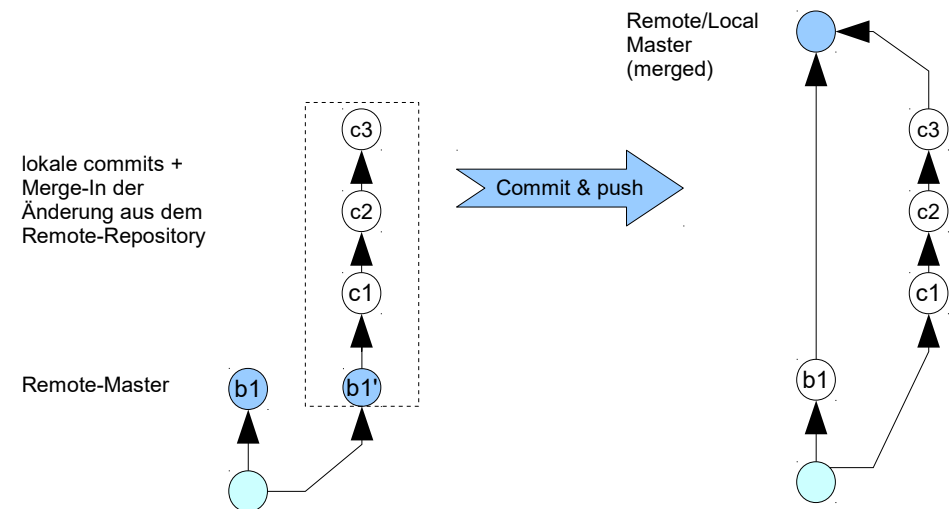 Remote/Local
Master
(merged)
c3
c3
lokale commits +
Merge-In der
Änderung aus dem
Remote-Repository
Commit & push
c2
c2
c1
c1
Remote-Master
b1
b1'
b1